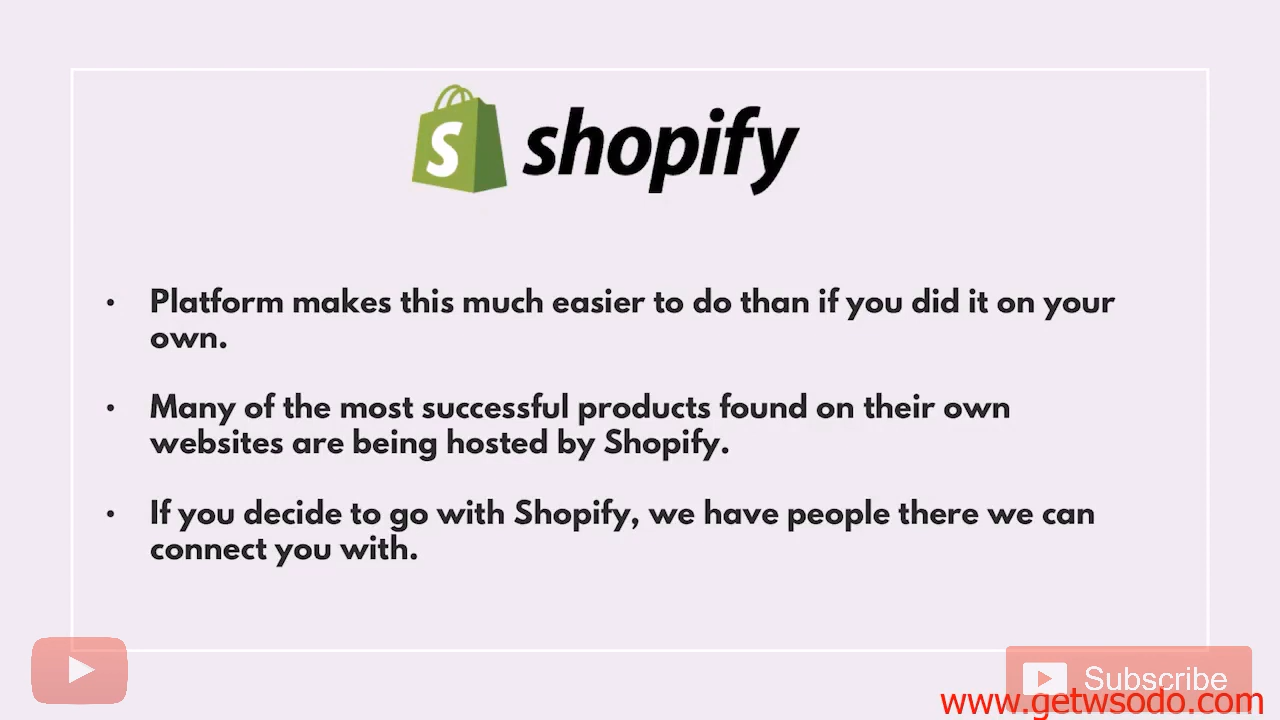 S shopify
• Platform makes this much easier to do than if you did it on your
own.
• Many of the most successful products found on their own
websites are being hosted by Shopify.
• If you decide to go with Shopify, we have people there we can
connect you with.
Subscribe
www.getwsodo.com